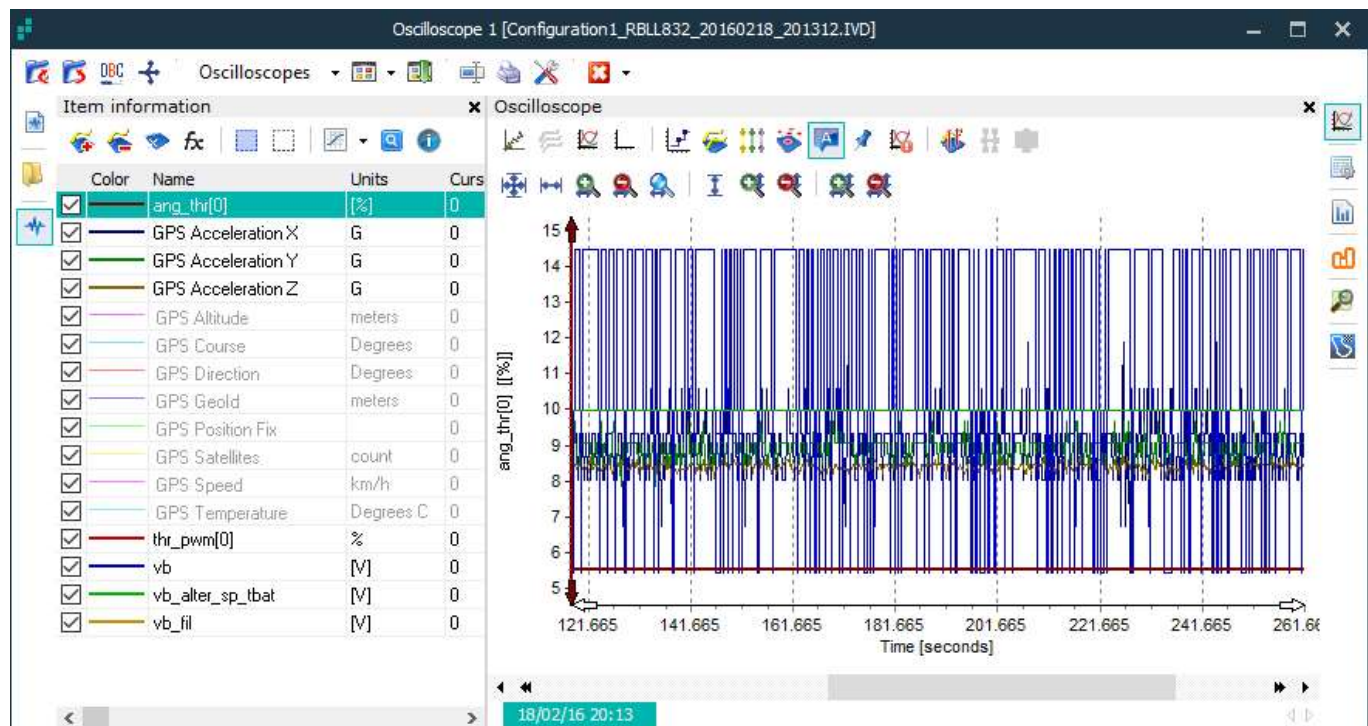 Oscilloscope 1 [Configuration1_RBLL832_20160218_201312.IVD]
DBC Oscilloscopes
Item information
Oscilloscope
fx
A
Color Name Units Curs
ang_thr[0] [%] 0
GPS Acceleration X G 0
GPS Acceleration Y G 0
GPS Acceleration Z G 0
GPS Altitude meters 0
GPS Course Degrees 0
GPS Direction Degrees 0
GPS GeoId meters 0
GPS Position Fix 0
GPS Satellites count 0
GPS Speed km/h 0
GPS Temperature Degrees C 0
thr_pwm[0] % 0
vb [V] 0
vb_alter_sp_tbat [V] 0
vb_fil [V] 0
ang_thr[0] [[%]]
15
14
13
12
11
10
9
8
7
6
5
121.665 141.665 161.665 181.665 201.665 221.665 241.665 261.66
Time [seconds]
18/02/16 20:13